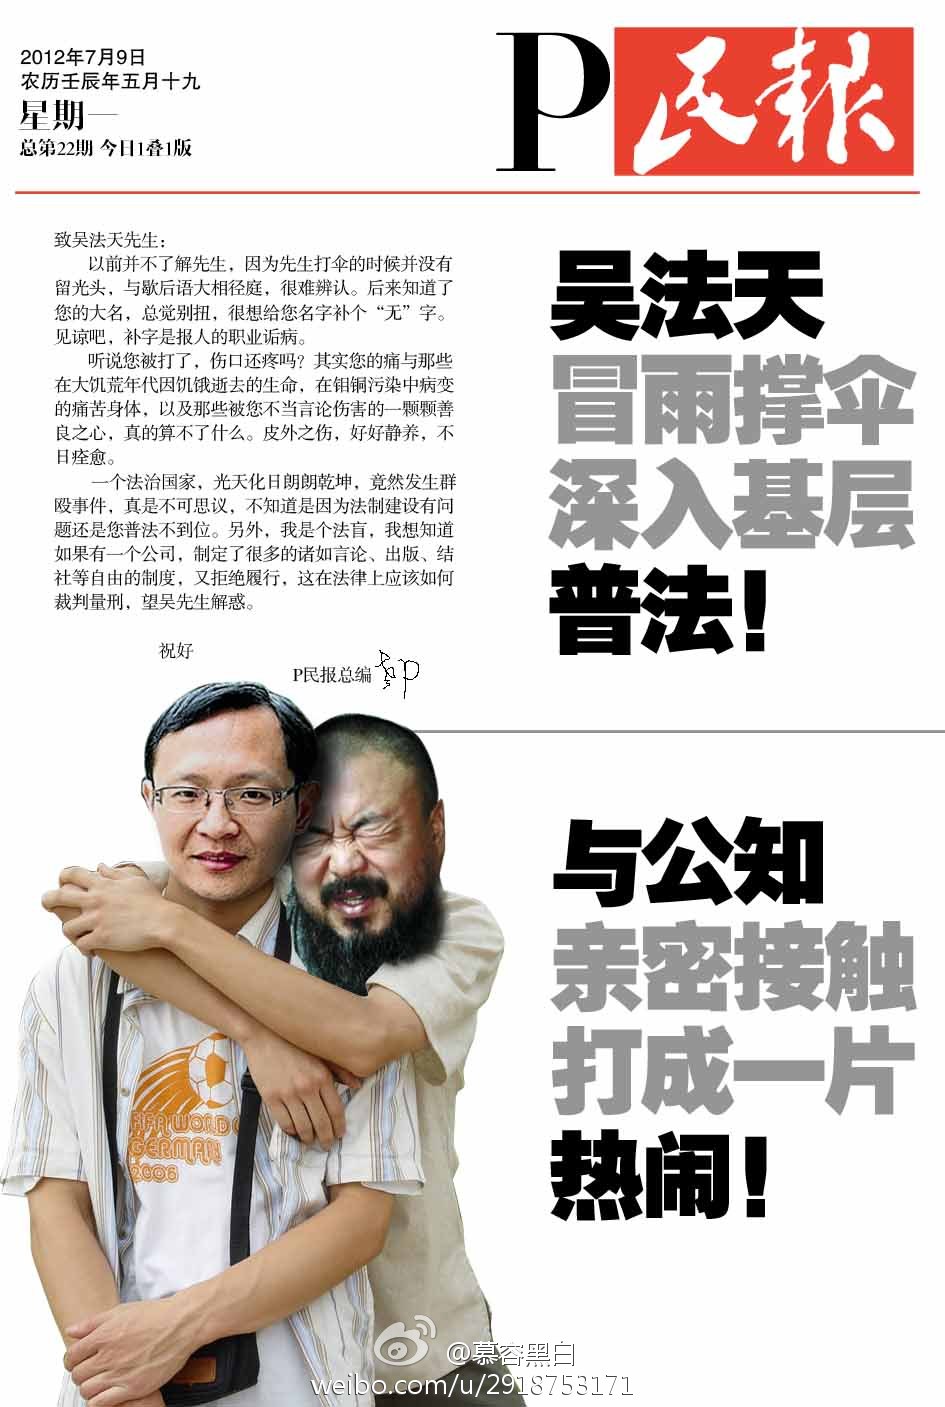 2012年7月9日
农历壬辰年五月十九
星期一
总第22期 今日1叠1版
P民報
致吴法天先生：
以前并不了解先生，因为先生打伞的时候并没有
留光头，与歇后语大相径庭，很难辨认。后来知道了
您的大名，总觉别扭，很想给您名字补个“无”字。
见谅吧，补字是报人的职业诟病。
听说您被打了，伤口还疼吗？其实您的痛与那些
在大饥荒年代因饥饿逝去的生命，在钼铜污染中病变
的痛苦身体，以及那些被您不当言论伤害的一颗颗善
良之心，真的算不了什么。皮外之伤，好好静养，不
日痊愈。
一个法治国家，光天化日朗朗乾坤，竟然发生群
殴事件，真是不可思议，不知道是因为法制建设有问
题还是您普法不到位。另外，我是个法盲，我想知道
如果有一个公司，制定了很多的诸如言论、出版、结
社等自由的制度，又拒绝履行，这在法律上应该如何
裁判量刑，望吴先生解惑。
祝好
P民报总编
吴法天
冒雨撑伞
深入基层
普法！
与公知
亲密接触
打成一片
热闹！
FIFA WORLD
GERMANY
2006
@慕容黑白
weibo.com/u/2918753171